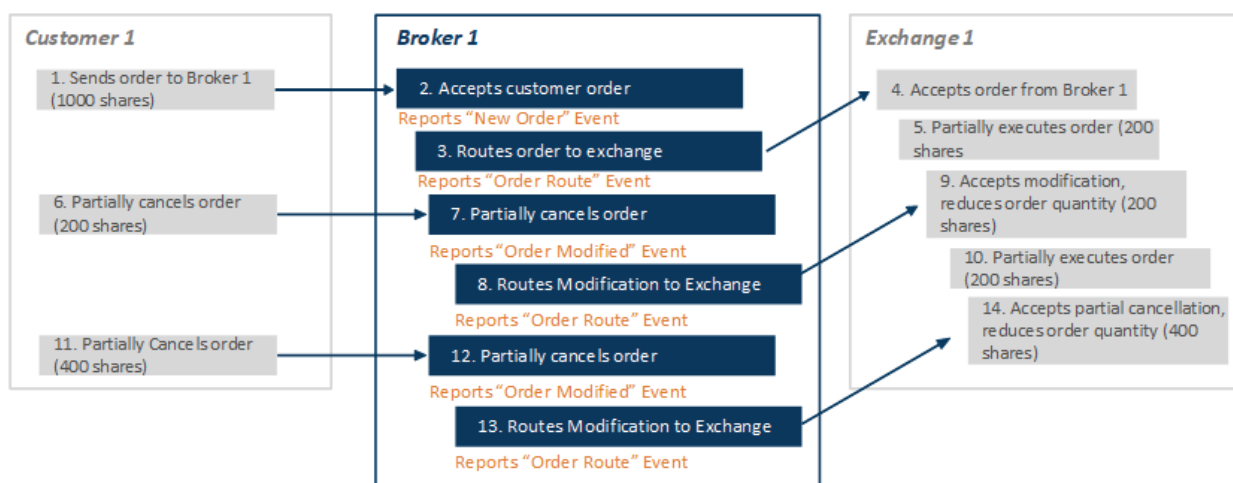 Customer 1
1. Sends order to Broker 1
(1000 shares)
6. Partially cancels order
(200 shares)
11. Partially Cancels order
(400 shares)
Broker 1
2. Accepts customer order
Reports “New Order” Event
3. Routes order to exchange
Reports “Order Route” Event
7. Partially cancels order
Reports “Order Modified” Event
8. Routes Modification to Exchange
Reports “Order Route” Event
12. Partially cancels order
Reports “Order Modified” Event
13. Routes Modification to Exchange
Reports “Order Route” Event
Exchange 1
4. Accepts order from Broker 1
5. Partially executes order (200
shares
9. Accepts modification,
reduces order quantity (200
shares)
10. Partially executes order
(200 shares)
14. Accepts partial cancellation,
reduces order quantity (400
shares)